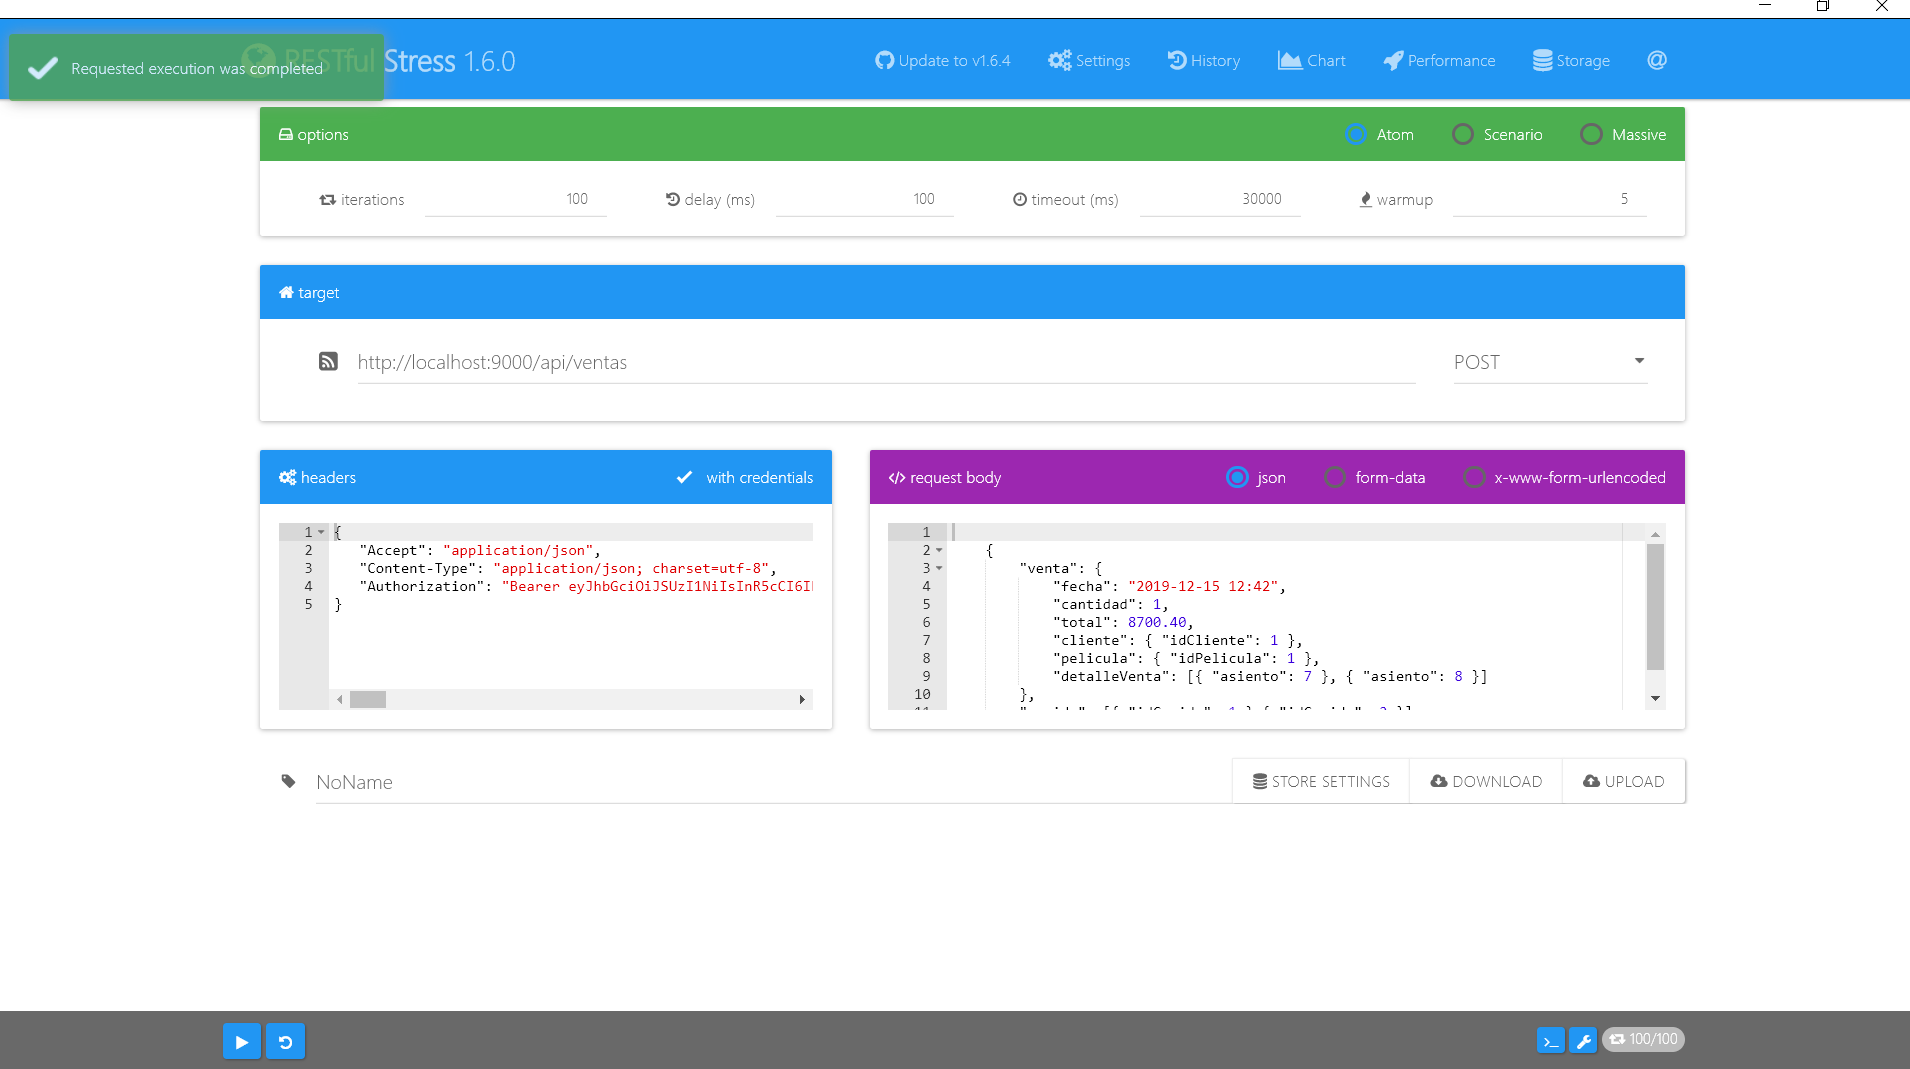 RESTful Stress 1.6.0
Requested execution was completed
Update to v1.6.4
Settings
History
Chart
Performance
Storage
@
options
Atom
Scenario
Massive
iterations 100
delay (ms) 100
timeout (ms) 30000
warmup 5
target
http://localhost:9000/api/ventas
POST
headers
with credentials
1 {
2 "Accept": "application/json",
3 "Content-Type": "application/json; charset=utf-8",
4 "Authorization": "Bearer eyJhbGciOiJSUzI1NiIsInR5cCI6I
5 }
</> request body
json
form-data
x-www-form-urlencoded
1
2 {
3 "venta": {
4 "fecha": "2019-12-15 12:42",
5 "cantidad": 1,
6 "total": 8700.40,
7 "cliente": { "idCliente": 1 },
8 "pelicula": { "idPelicula": 1 },
9 "detalleVenta": [{ "asiento": 7 }, { "asiento": 8 }]
10 },
NoName
STORE SETTINGS
DOWNLOAD
UPLOAD
100/100